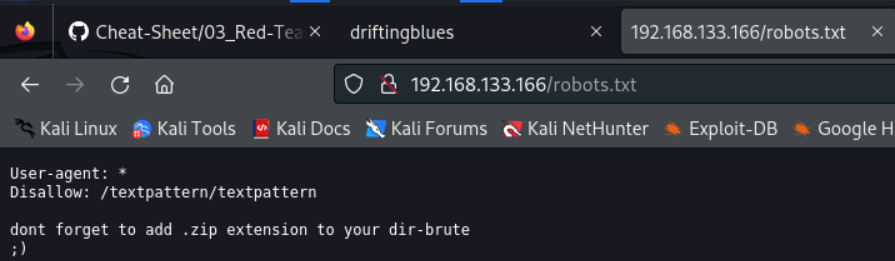 Cheat-Sheet/03_Red-Tea
driftingblues
192.168.133.166/robots.txt
192.168.133.166/robots.txt
Kali Linux
Kali Tools
Kali Docs
Kali Forums
Kali NetHunter
Exploit-DB
Google H
User-agent: *
Disallow: /textpattern/textpattern
dont forget to add .zip extension to your dir-brute
;)